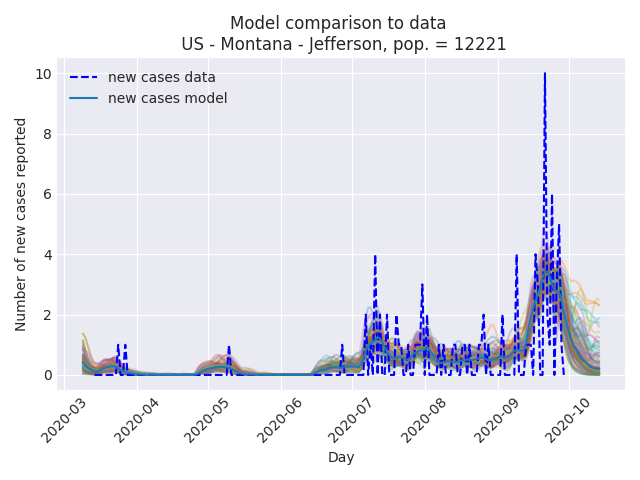 Model comparison to data
US - Montana - Jefferson, pop. = 12221
new cases data
new cases model
Number of new cases reported
10
8
6
4
2
0
2020-03
2020-04
2020-05
2020-06
2020-07
2020-08
2020-09
2020-10
Day